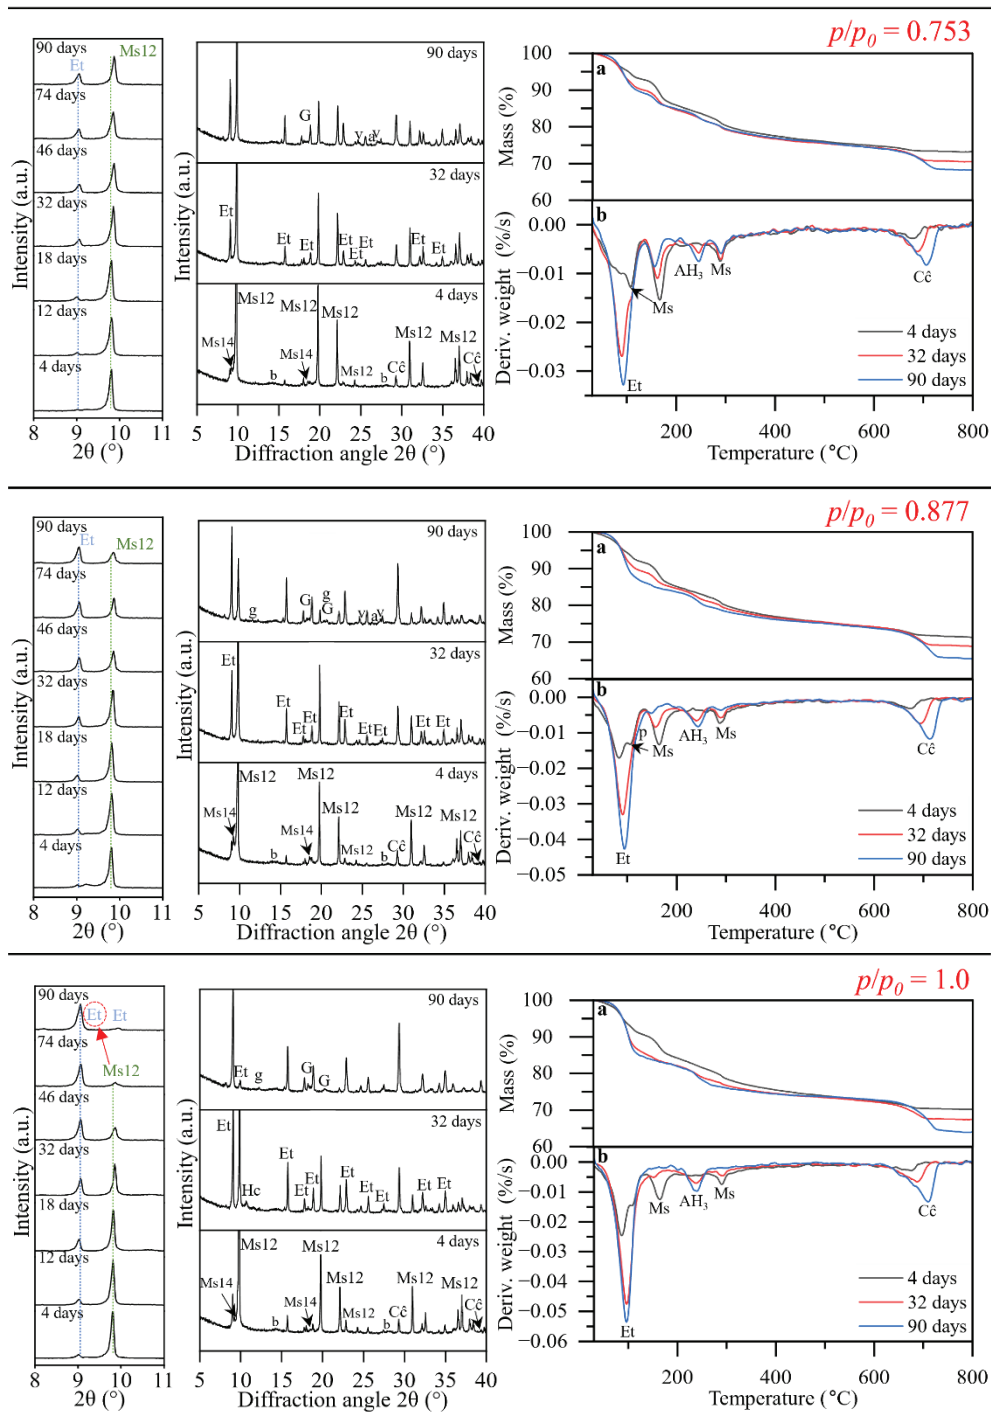 p/p0 = 0.753
90 days
Et
Ms12
74 days
46 days
32 days
18 days
12 days
4 days
Intensity (a.u.)
8 9 10 11
2θ (°)
90 days
G
v a v
32 days
Et
Et Et Et Et Et Et Et Et
4 days
Ms12 Ms12 Ms12 Ms12 Ms12
Ms14 Ms14 Ms12
b b Cĉ Cĉ
Intensity (a.u.)
5 10 15 20 25 30 35 40
Diffraction angle 2θ (°)
a
Mass (%)
100
90
80
70
60
b
Deriv. weight (%/s)
0.00
−0.01
−0.02
−0.03
Et
Ms
AH3
Ms
Cĉ
4 days
32 days
90 days
0 200 400 600 800
Temperature (°C)
p/p0 = 0.877
90 days
Et
Ms12
74 days
46 days
32 days
18 days
12 days
4 days
Intensity (a.u.)
8 9 10 11
2θ (°)
90 days
g G g G v a v
32 days
Et
Et Et Et Et Et Et Et Et
4 days
Ms12 Ms12 Ms12 Ms12 Ms12
Ms14 Ms14 Ms12
b b Cĉ Cĉ
Intensity (a.u.)
5 10 15 20 25 30 35 40
Diffraction angle 2θ (°)
a
Mass (%)
100
90
80
70
60
b
Deriv. weight (%/s)
0.00
−0.01
−0.02
−0.03
−0.04
−0.05
Et
p
Ms
AH3
Ms
Cĉ
4 days
32 days
90 days
0 200 400 600 800
Temperature (°C)
p/p0 = 1.0
90 days
Et Et
74 days
Ms12
46 days
32 days
18 days
12 days
4 days
Intensity (a.u.)
8 9 10 11
2θ (°)
90 days
Et g G G
32 days
Et
Hc Et Et Et Et Et Et Et Et
4 days
Ms12 Ms12 Ms12 Ms12 Ms12
Ms14 Ms14 Ms12
b b Cĉ Cĉ
Intensity (a.u.)
5 10 15 20 25 30 35 40
Diffraction angle 2θ (°)
a
Mass (%)
100
90
80
70
60
b
Deriv. weight (%/s)
0.00
−0.01
−0.02
−0.03
−0.04
−0.05
−0.06
Et
Ms
AH3
Ms
Cĉ
4 days
32 days
90 days
0 200 400 600 800
Temperature (°C)